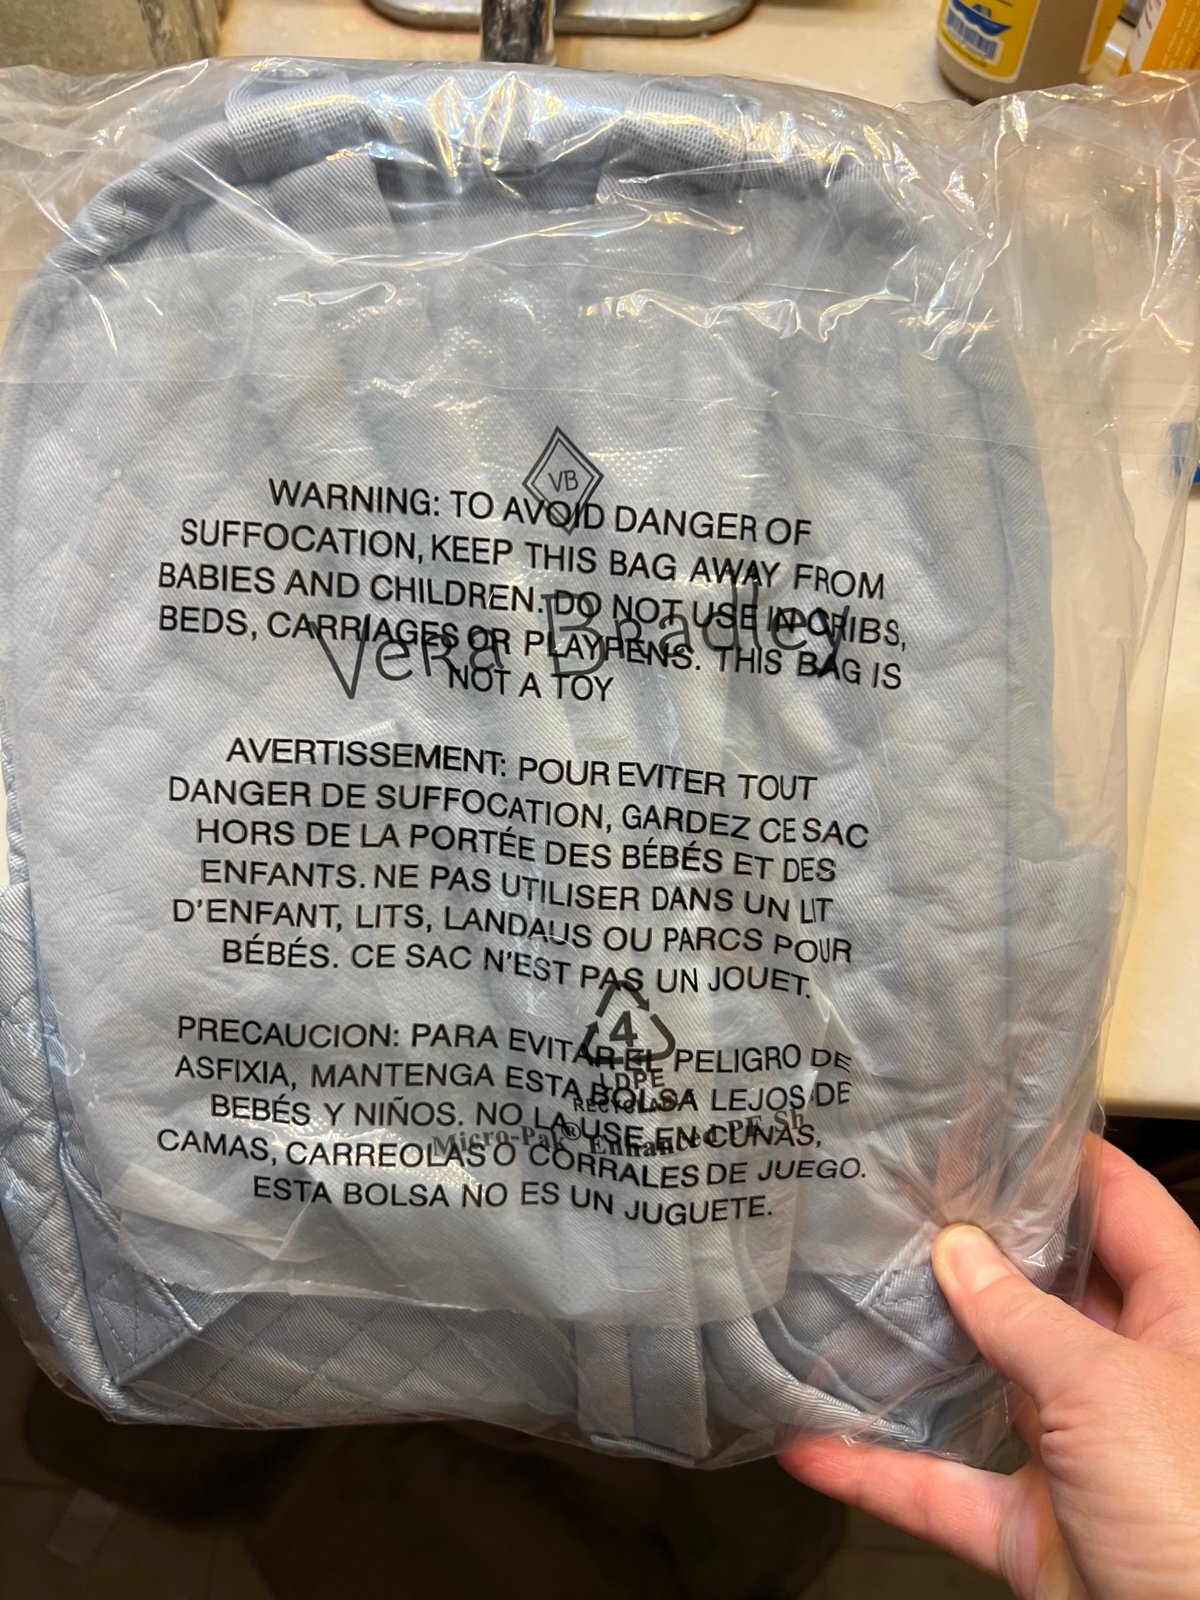 VB
WARNING: TO AVOID DANGER OF
SUFFOCATION, KEEP THIS BAG AWAY FROM
BABIES AND CHILDREN. DO NOT USE IN CRIBS,
BEDS, CARRIAGES OR PLAYPENS. THIS BAG IS
NOT A TOY
Vera Bradley
AVERTISSEMENT: POUR EVITER TOUT
DANGER DE SUFFOCATION, GARDEZ CE SAC
HORS DE LA PORTÉE DES BÉBÉS ET DES
ENFANTS. NE PAS UTILISER DANS UN LIT
D'ENFANT, LITS, LANDAUS OU PARCS POUR
BÉBÉS. CE SAC N'EST PAS UN JOUET.
4
LDPE
PRECAUCION: PARA EVITAR EL PELIGRO DE
ASFIXIA, MANTENGA ESTA BOLSA LEJOS DE
BEBÉS Y NIÑOS. NO LA USE EN CUNAS,
CAMAS, CARREOLAS O CORRALES DE JUEGO.
ESTA BOLSA NO ES UN JUGUETE.
Micro-Pak® Enhanced PE Sh